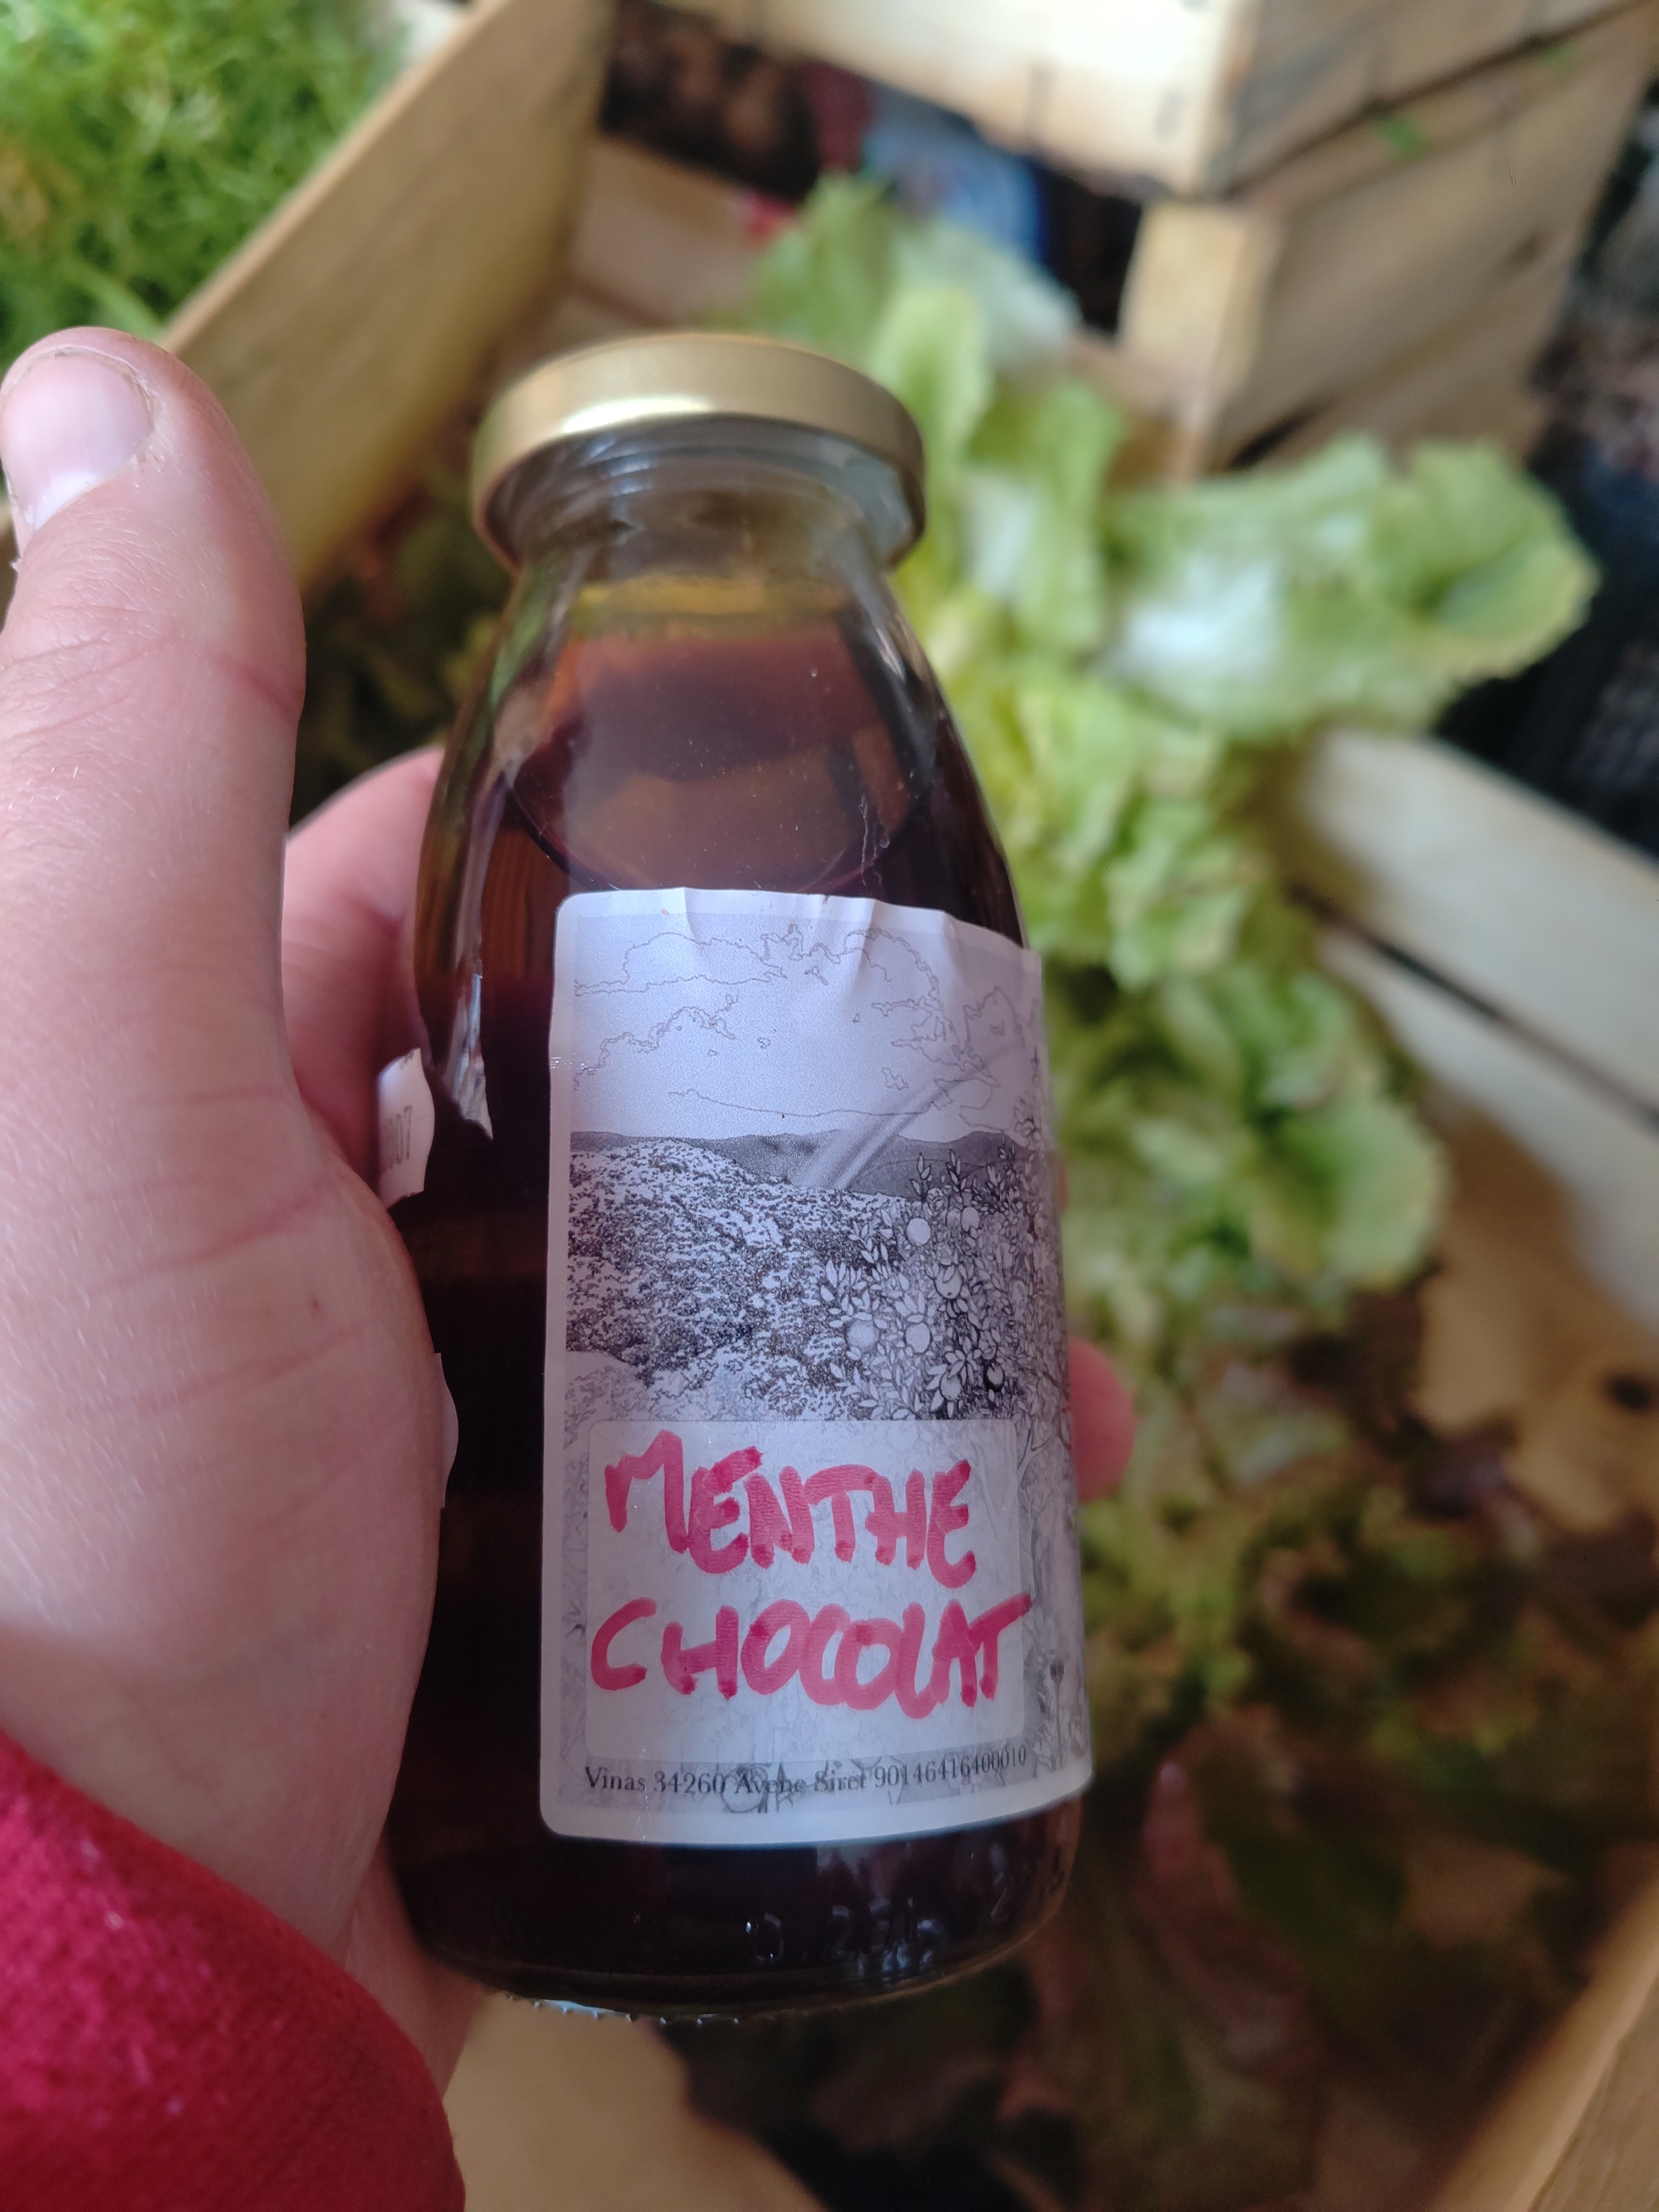 MENTHE
CHOCOLAT
Vinas 34260 Avene Siret 90146416400010